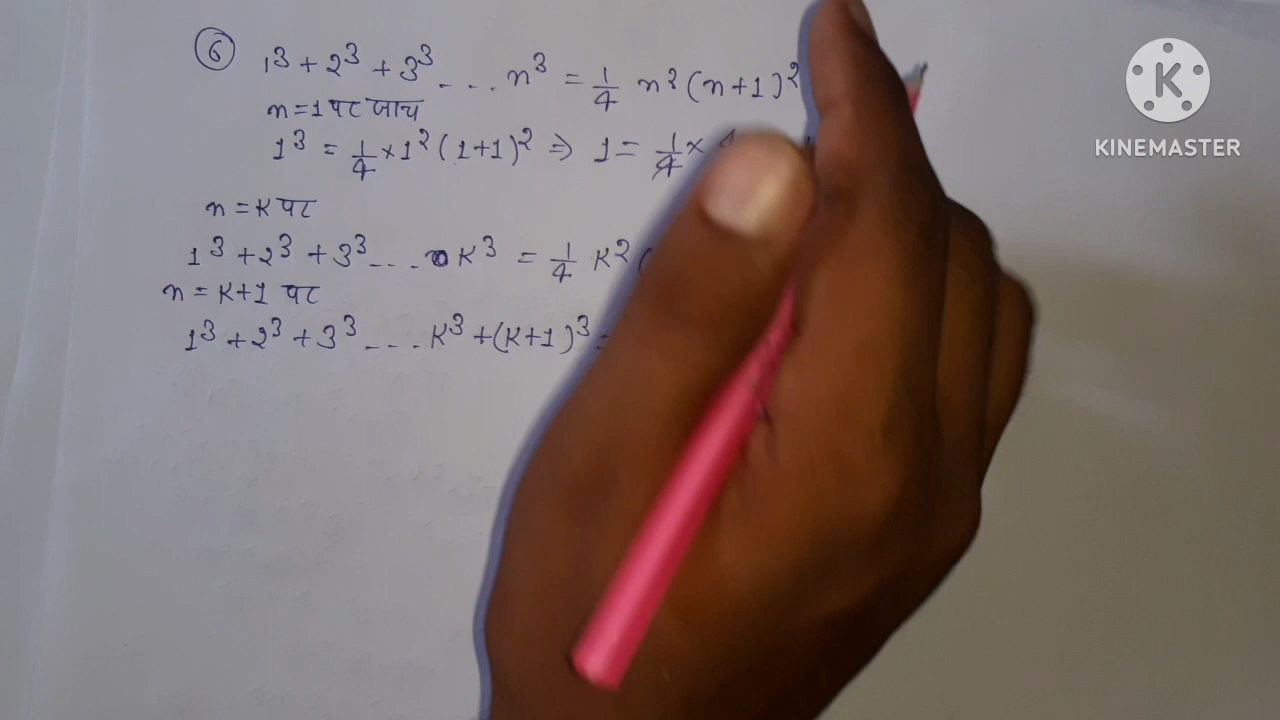 ⑥ 1³ + 2³ + 3³ - - - n³ = 1/4 n² (n+1)²
n = 1 पर जाच
1³ = 1/4 × 1² (1+1)² ⇒ 1 = 1/4 ×
n = K पर
1³ + 2³ + 3³ - - - K³ = 1/4 K² (
n = K+1 पर
1³ + 2³ + 3³ - - - K³ + (K+1)³ =
K
KINEMASTER